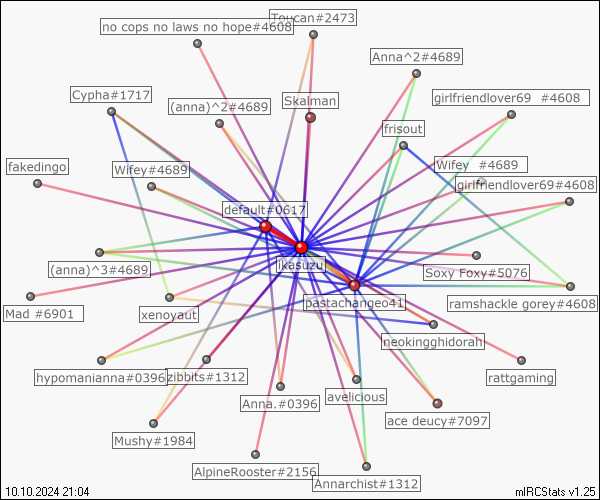 no cops no laws no hope#4608
Toucan#2473
Anna^2#4689
Cypha#1717
(anna)^2#4689
Skalman
girlfriendlover69 #4608
frisout
fakedingo
Wifey#4689
Wifey #4689
girlfriendlover69#4608
default#0617
ikasuzu
(anna)^3#4689
Soxy Foxy#5076
Mad #6901
xenoyaut
pastachangeo41
ramshackle gorey#4608
neokingghidorah
hypomanianna#0396
zibbits#1312
rattgaming
Anna.#0396
avelicious
ace deucy#7097
Mushy#1984
AlpineRooster#2156
Annarchist#1312
10.10.2024 21:04
mIRCStats v1.25